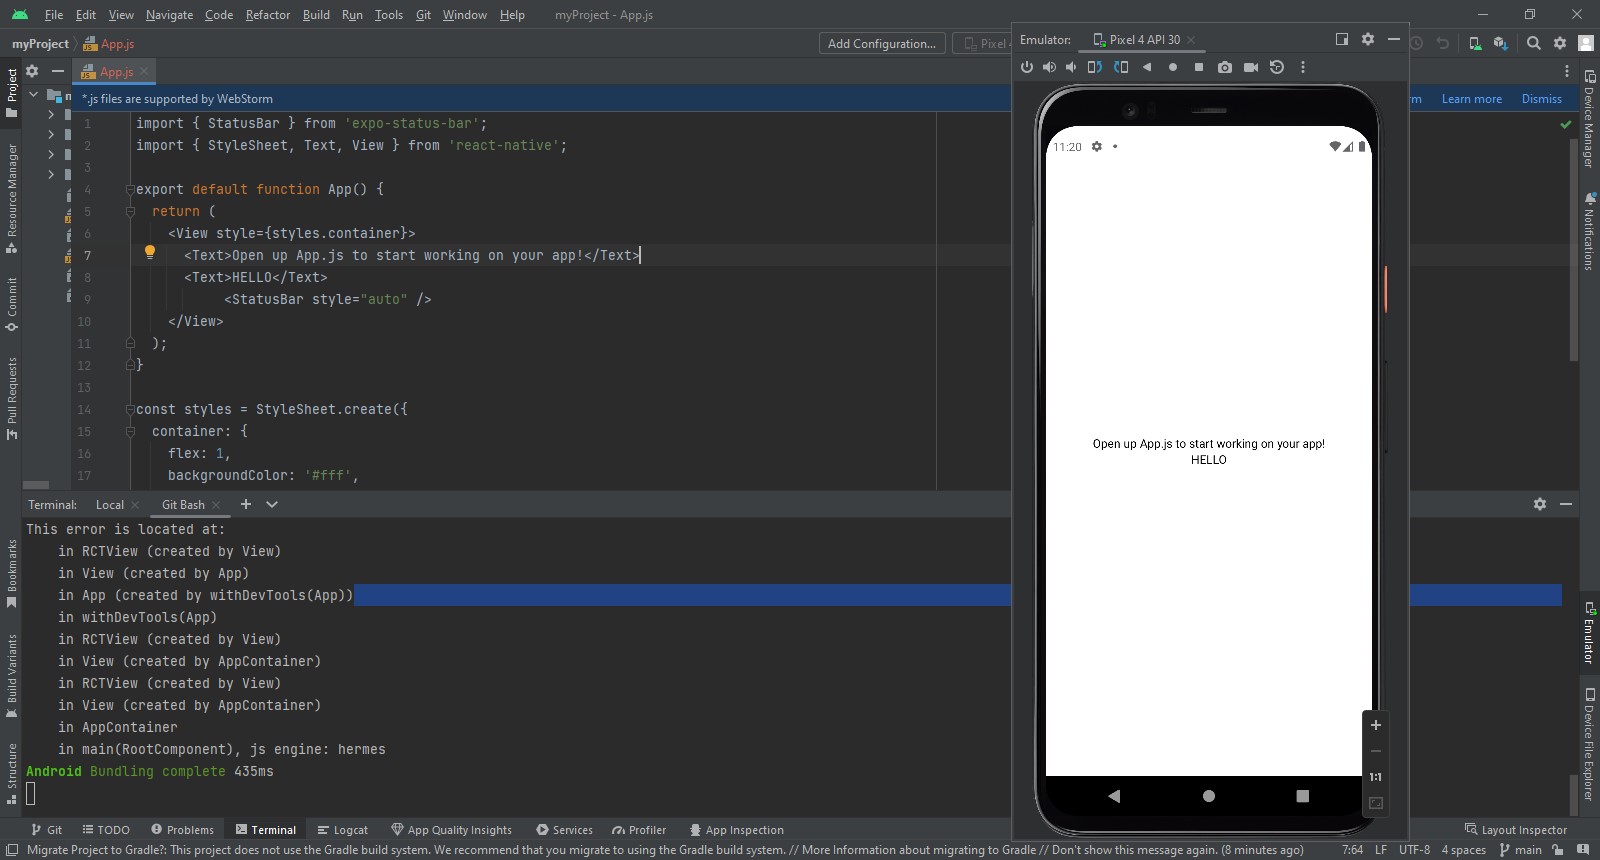 File Edit View Navigate Code Refactor Build Run Tools Git Window Help myProject - App.js
myProject App.js Add Configuration... Pixel
Emulator: Pixel 4 API 30
App.js
*.js files are supported by WebStorm
rm Learn more Dismiss
1 import { StatusBar } from 'expo-status-bar';
2 import { StyleSheet, Text, View } from 'react-native';
3
4 export default function App() {
5 return (
6 <View style={styles.container}>
7 <Text>Open up App.js to start working on your app!</Text>
8 <Text>HELLO</Text>
9 <StatusBar style="auto" />
10 </View>
11 );
12 }
13
14 const styles = StyleSheet.create({
15 container: {
16 flex: 1,
17 backgroundColor: '#fff',
11:20
Open up App.js to start working on your app!
HELLO
1:1
Terminal: Local Git Bash
This error is located at:
in RCTView (created by View)
in View (created by App)
in App (created by withDevTools(App))
in withDevTools(App)
in RCTView (created by View)
in View (created by AppContainer)
in RCTView (created by View)
in View (created by AppContainer)
in AppContainer
in main(RootComponent), js engine: hermes
Android Bundling complete 435ms
Project
Resource Manager
Commit
Pull Requests
Bookmarks
Build Variants
Structure
Device Manager
Notifications
Emulator
Device File Explorer
Git TODO Problems Terminal Logcat App Quality Insights Services Profiler App Inspection Layout Inspector
Migrate Project to Gradle?: This project does not use the Gradle build system. We recommend that you migrate to using the Gradle build system. // More Information about migrating to Gradle // Don't show this message again. (8 minutes ago) 7:64 LF UTF-8 4 spaces main